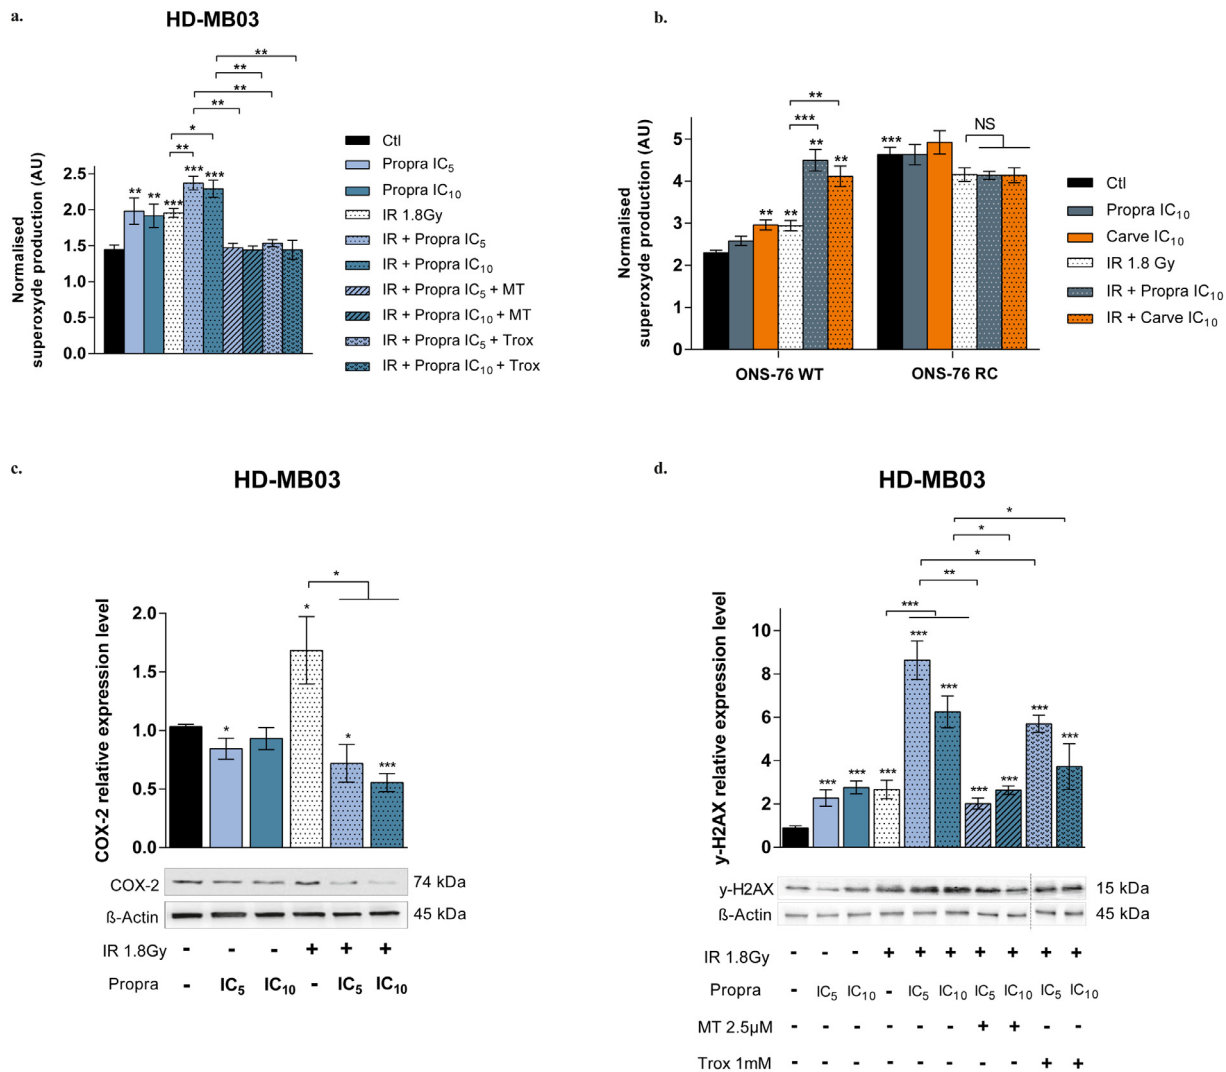 a.
HD-MB03
**
**
**
**
*
**
***
***
**
**
***
Normalised
superoxyde production (AU)
2.5
2.0
1.5
1.0
0.5
0.0
Ctl
Propra IC5
Propra IC10
IR 1.8Gy
IR + Propra IC5
IR + Propra IC10
IR + Propra IC5 + MT
IR + Propra IC10 + MT
IR + Propra IC5 + Trox
IR + Propra IC10 + Trox
b.
**
***
**
**
**
**
***
NS
Normalised
superoxyde production (AU)
5
4
3
2
1
0
ONS-76 WT
ONS-76 RC
Ctl
Propra IC10
Carve IC10
IR 1.8 Gy
IR + Propra IC10
IR + Carve IC10
c.
HD-MB03
*
*
*
*
***
COX-2 relative expression level
2.0
1.5
1.0
0.5
0.0
COX-2
74 kDa
ß-Actin
45 kDa
IR 1.8Gy - - - + + +
Propra - IC5 IC10 - IC5 IC10
d.
HD-MB03
*
*
*
**
***
***
***
***
***
***
***
***
***
***
y-H2AX relative expression level
10
8
6
4
2
0
y-H2AX
15 kDa
ß-Actin
45 kDa
IR 1.8Gy - - - + + + + + + +
Propra - IC5 IC10 - IC5 IC10 IC5 IC10 IC5 IC10
MT 2.5µM - - - - - - + + - -
Trox 1mM - - - - - - - - + +